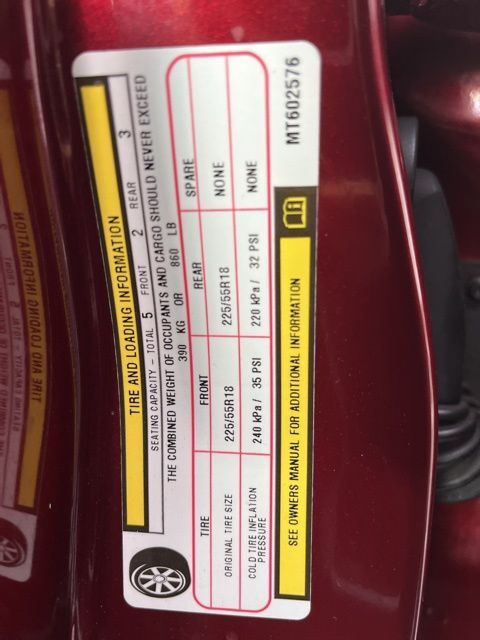 TIRE AND LOADING INFORMATION
SEATING CAPACITY - TOTAL 5 FRONT 2 REAR 3
THE COMBINED WEIGHT OF OCCUPANTS AND CARGO SHOULD NEVER EXCEED
390 KG OR 860 LB
TIRE FRONT REAR SPARE
ORIGINAL TIRE SIZE 225/55R18 225/55R18 NONE
COLD TIRE INFLATION PRESSURE 240 kPa/ 35 PSI 220 kPa/ 32 PSI NONE
SEE OWNERS MANUAL FOR ADDITIONAL INFORMATION
MT602576